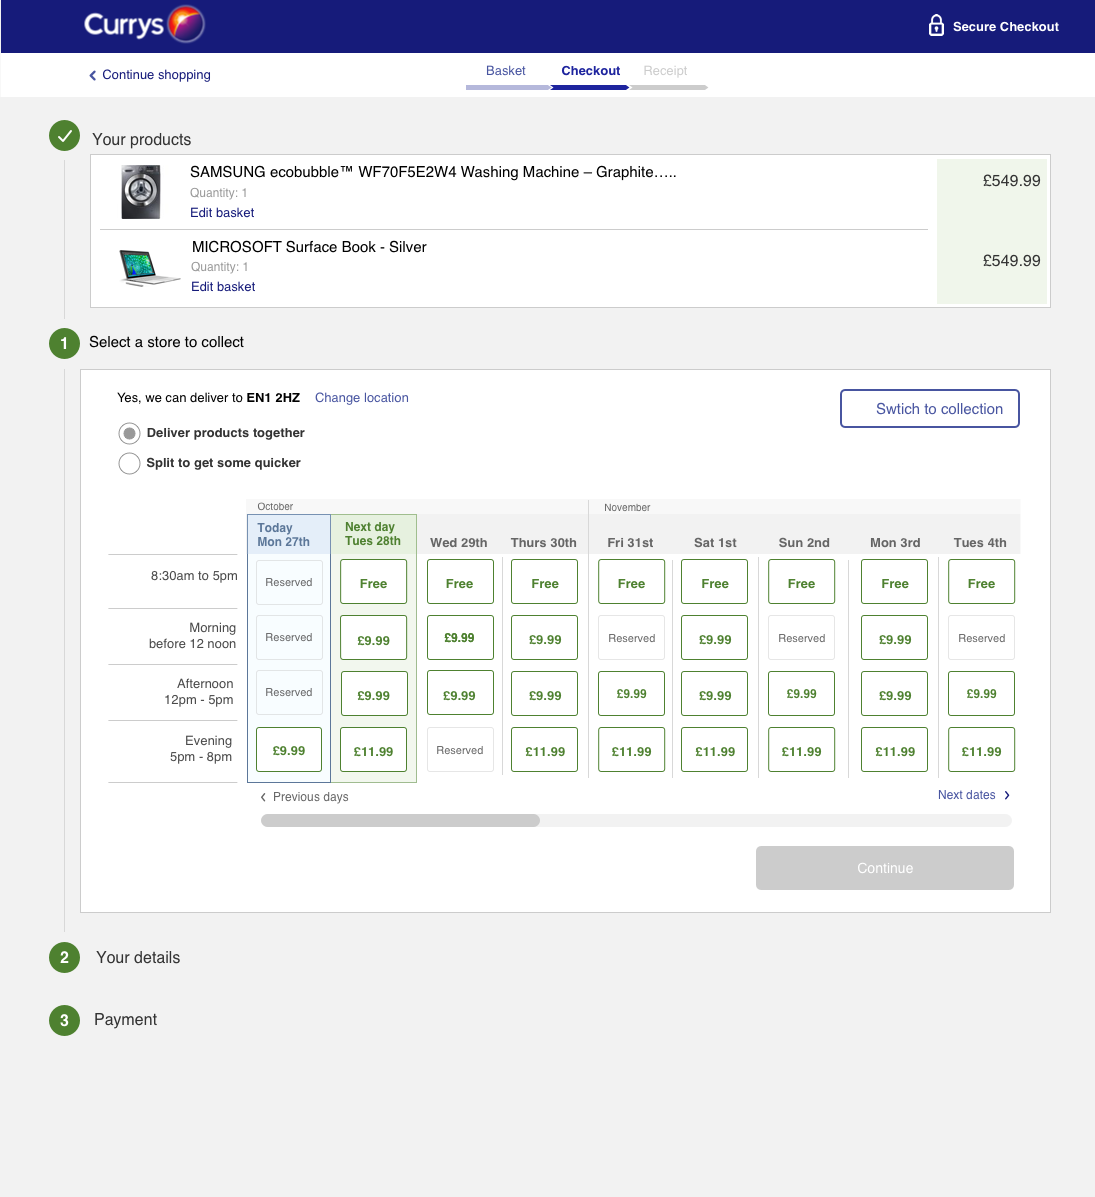 Currys
Secure Checkout
Continue shopping
Basket Checkout Receipt
Your products
SAMSUNG ecobubble™ WF70F5E2W4 Washing Machine – Graphite.....
Quantity: 1
Edit basket
£549.99
MICROSOFT Surface Book - Silver
Quantity: 1
Edit basket
£549.99
1 Select a store to collect
Yes, we can deliver to EN1 2HZ Change location
Swtich to collection
Deliver products together
Split to get some quicker
October November
Today Next day
Mon 27th Tues 28th Wed 29th Thurs 30th Fri 31st Sat 1st Sun 2nd Mon 3rd Tues 4th
8:30am to 5pm Reserved Free Free Free Free Free Free Free Free
Morning
before 12 noon Reserved £9.99 £9.99 £9.99 Reserved £9.99 Reserved £9.99 Reserved
Afternoon
12pm - 5pm Reserved £9.99 £9.99 £9.99 £9.99 £9.99 £9.99 £9.99 £9.99
Evening
5pm - 8pm £9.99 £11.99 Reserved £11.99 £11.99 £11.99 £11.99 £11.99 £11.99
Previous days Next dates
Continue
2 Your details
3 Payment